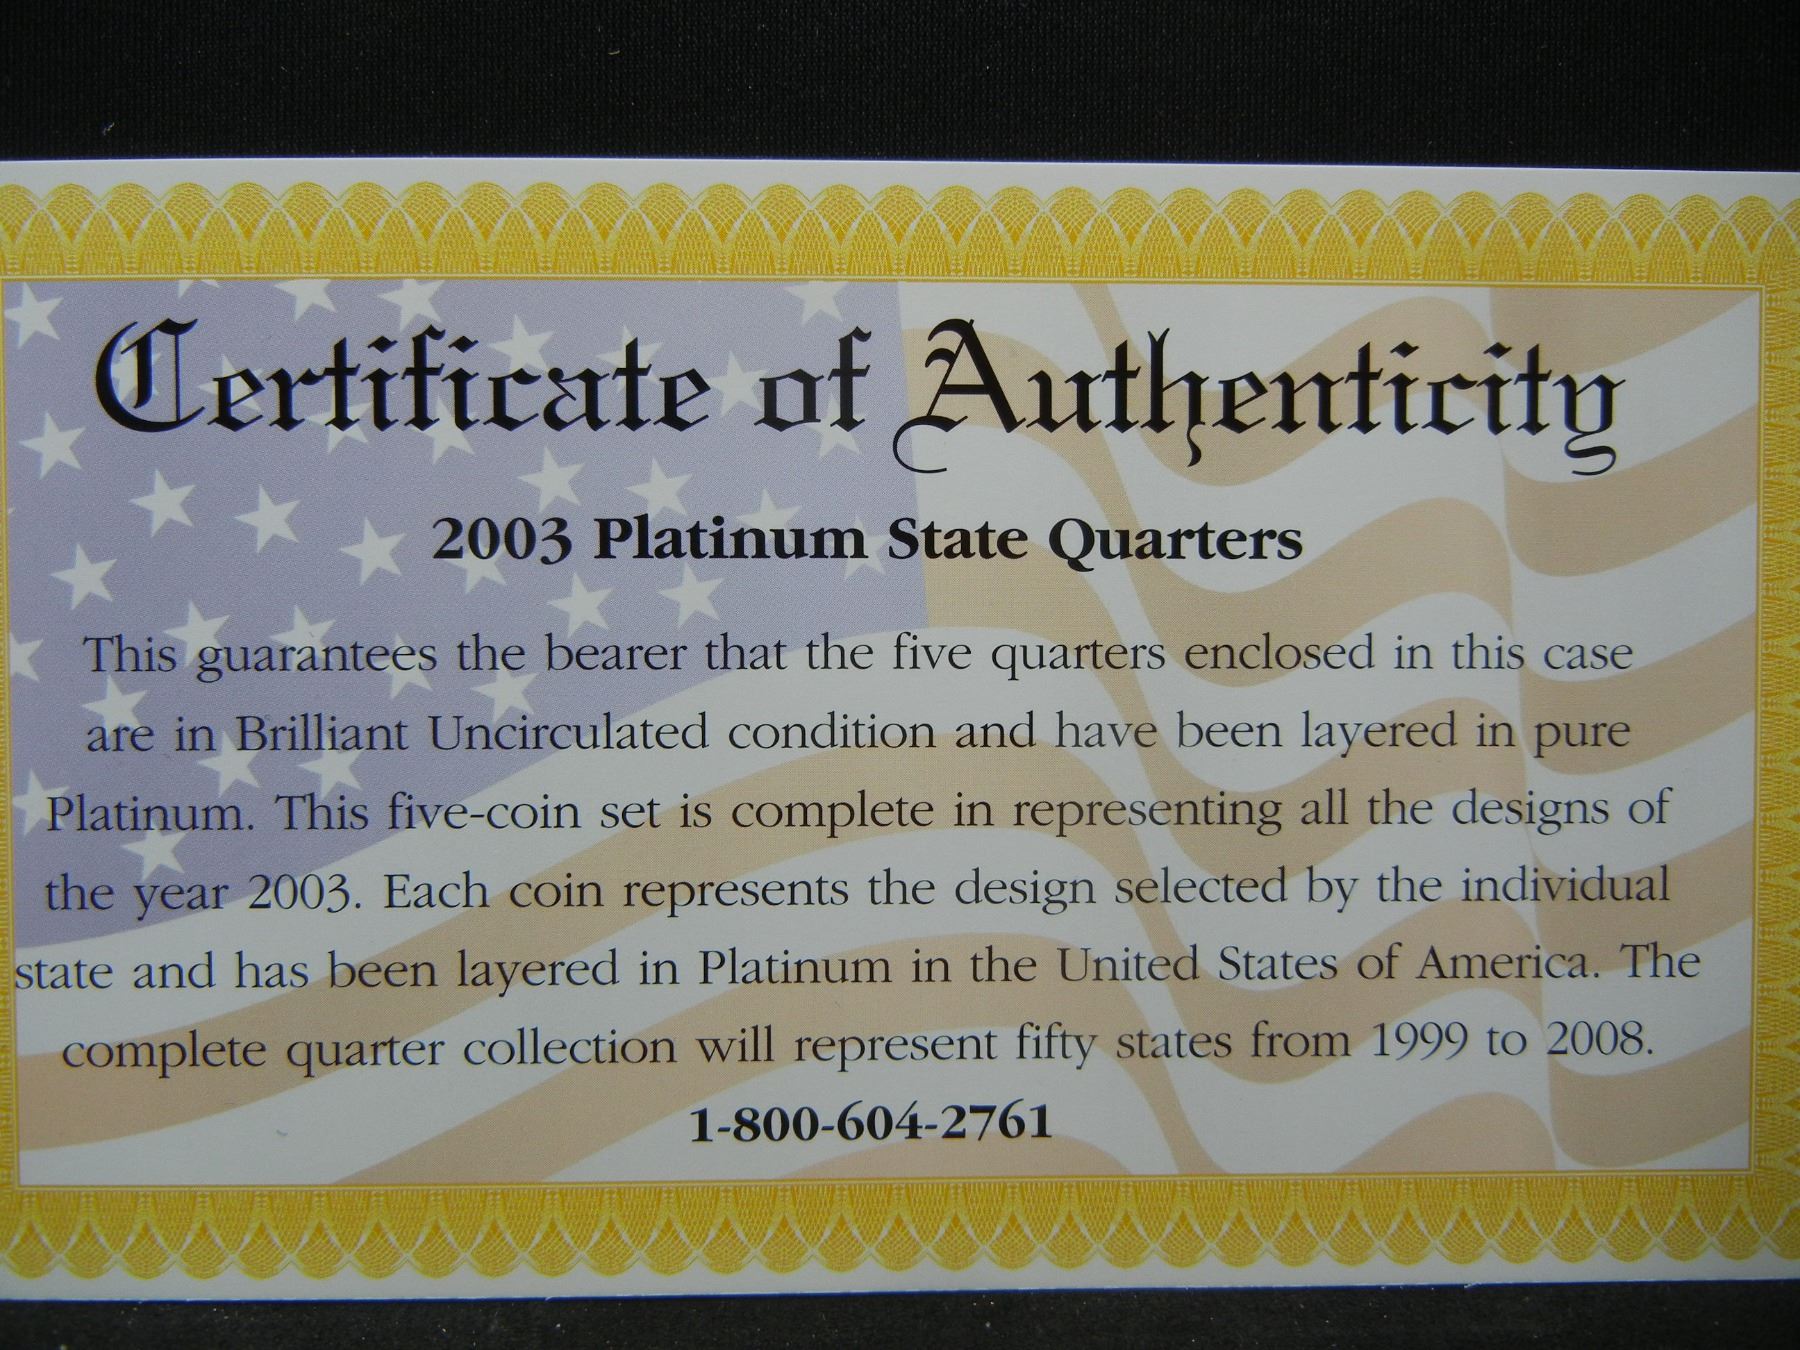 Certificate of Authenticity
2003 Platinum State Quarters
This guarantees the bearer that the five quarters enclosed in this case
are in Brilliant Uncirculated condition and have been layered in pure
Platinum. This five-coin set is complete in representing all the designs of
the year 2003. Each coin represents the design selected by the individual
state and has been layered in Platinum in the United States of America. The
complete quarter collection will represent fifty states from 1999 to 2008.
1-800-604-2761